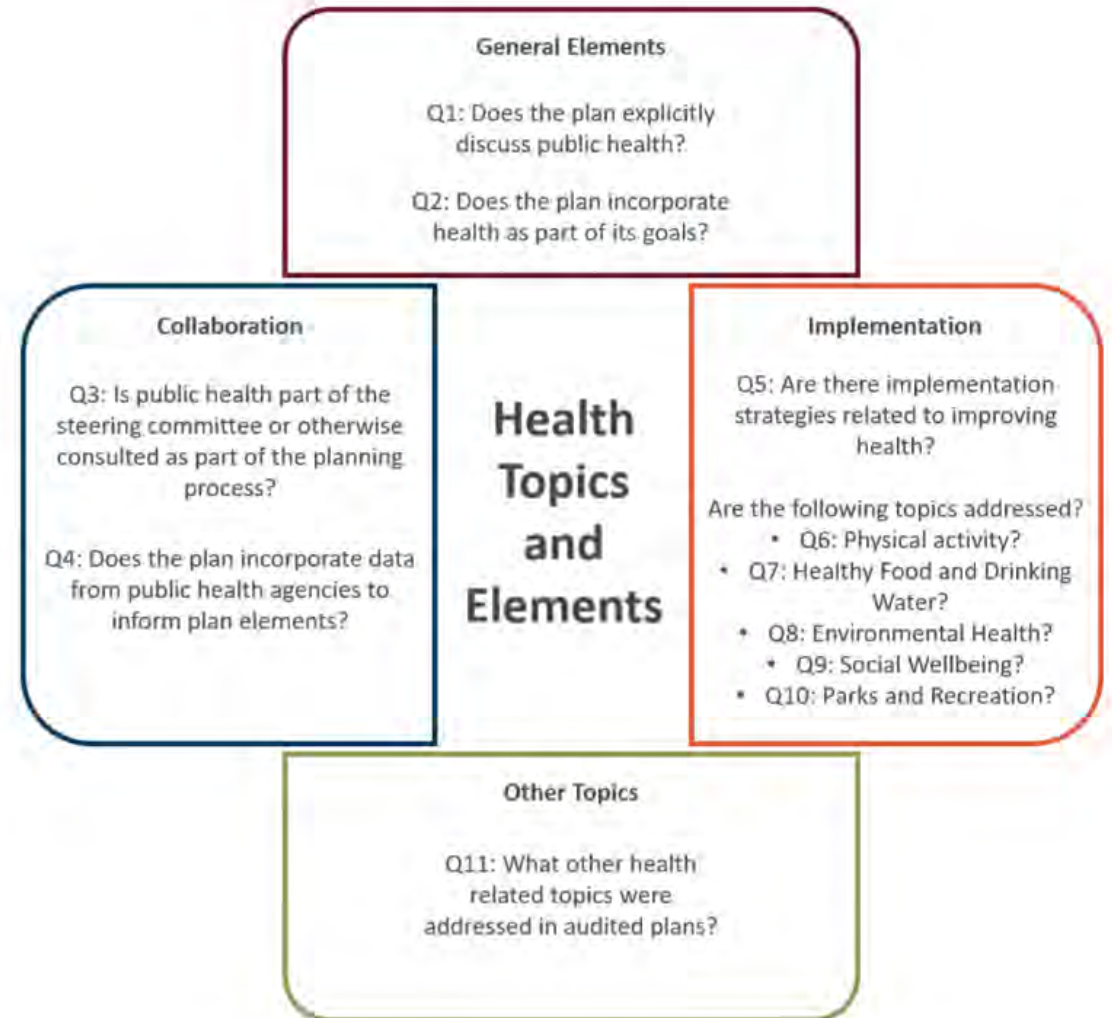 General Elements
Q1: Does the plan explicitly
discuss public health?
Q2: Does the plan incorporate
health as part of its goals?
Collaboration
Q3: Is public health part of the
steering committee or otherwise
consulted as part of the planning
process?
Q4: Does the plan incorporate data
from public health agencies to
inform plan elements?
Health
Topics
and
Elements
Implementation
Q5: Are there implementation
strategies related to improving
health?
Are the following topics addressed?
• Q6: Physical activity?
• Q7: Healthy Food and Drinking
Water?
• Q8: Environmental Health?
• Q9: Social Wellbeing?
• Q10: Parks and Recreation?
Other Topics
Q11: What other health
related topics were
addressed in audited plans?